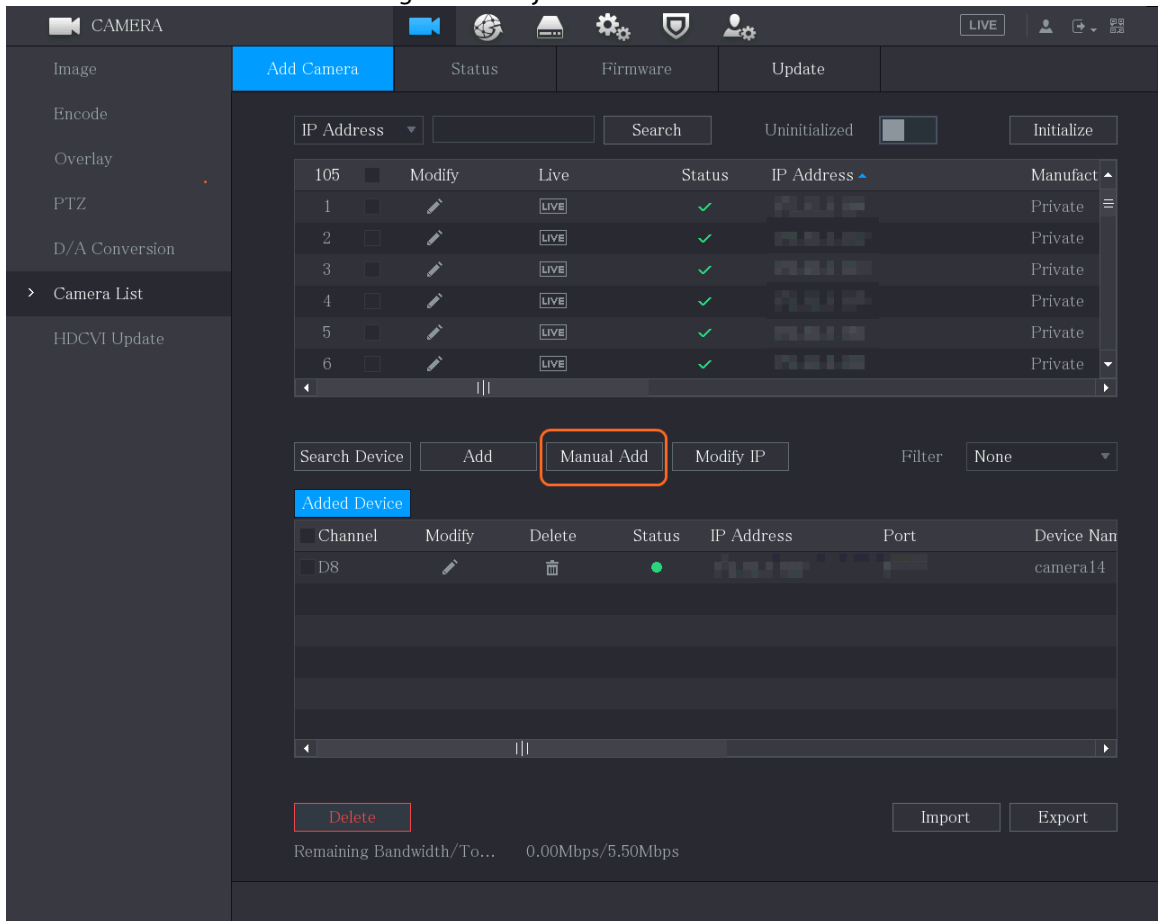 CAMERA LIVE
Image
Encode
Overlay
PTZ
D/A Conversion
Camera List
HDCVI Update
Add Camera Status Firmware Update
IP Address Search Uninitialized Initialize
105 Modify Live Status IP Address Manufact
1 LIVE Private
2 LIVE Private
3 LIVE Private
4 LIVE Private
5 LIVE Private
6 LIVE Private
Search Device Add Manual Add Modify IP Filter None
Added Device
Channel Modify Delete Status IP Address Port Device Nam
D8 camera14
Delete Import Export
Remaining Bandwidth/To... 0.00Mbps/5.50Mbps